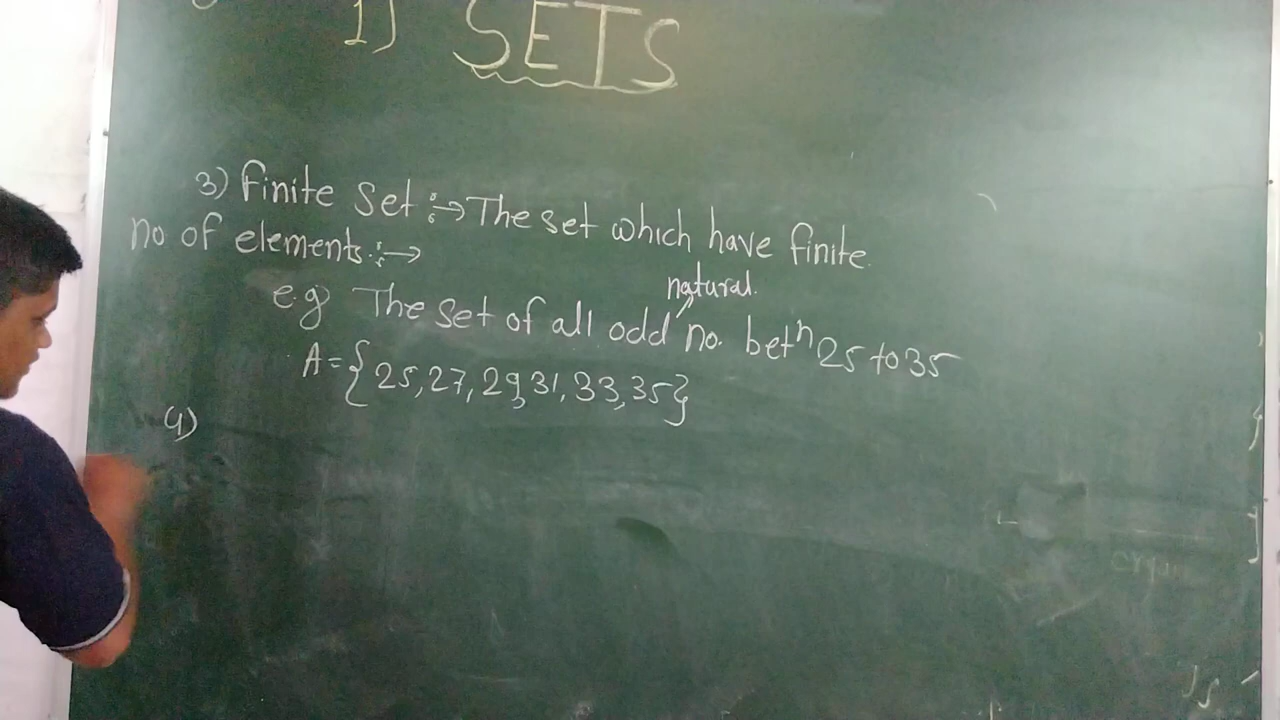 1) SETS
3) Finite Set :→ The set which have finite.
no. of elements. :→
natural.
e.g The set of all odd no. betⁿ 25 to 35
A = {25, 27, 29, 31, 33, 35}
4)